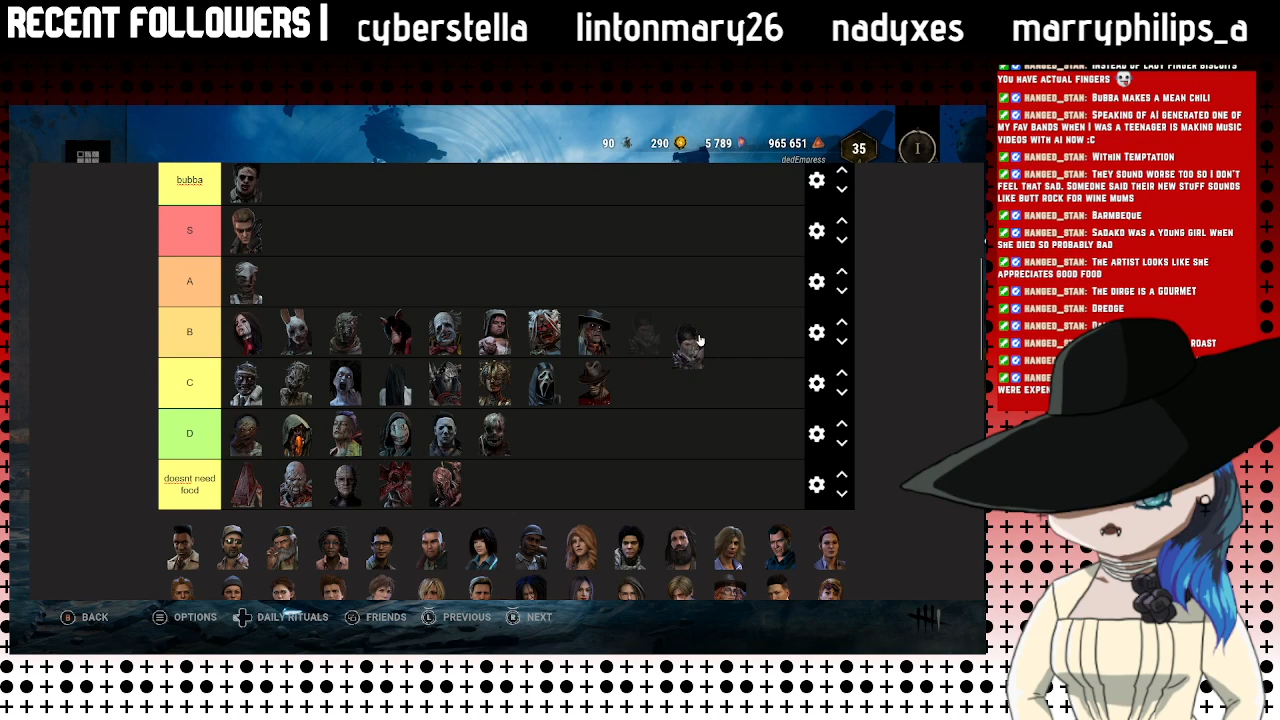 RECENT FOLLOWERS | cyberstella lintonmary26 nadyxes marryphilips_a
INSTEAD OF LADY FINGER BISCUITS
YOU HAVE ACTUAL FINGERS
HANGED_STAN: BUBBA MAKES A MEAN CHILI
HANGED_STAN: SPEAKING OF AI GENERATED ONE
OF MY FAV BANDS WHEN I WAS A TEENAGER IS MAKING MUSIC
VIDEOS WITH AI NOW :C
HANGED_STAN: WITHIN TEMPTATION
HANGED_STAN: THEY SOUND WORSE TOO SO I DON'T
FEEL THAT SAD. SOMEONE SAID THEIR NEW STUFF SOUNDS
LIKE BUTT ROCK FOR WINE MUMS
HANGED_STAN: BARMBEQUE
HANGED_STAN: SADAKO WAS A YOUNG GIRL WHEN
SHE DIED SO PROBABLY BAD
HANGED_STAN: THE ARTIST LOOKS LIKE SHE
APPRECIATES GOOD FOOD
HANGED_STAN: THE DIRGE IS A GOURMET
HANGED_STAN: DREDGE
HANGED_STAN:
HANGED_STAN: ROAST
HANGED
WERE
90 290 5 789 965 651 35 I
dedEmpress
bubba
S
A
B
C
D
doesnt need
food
B BACK OPTIONS DAILY RITUALS FRIENDS L PREVIOUS R NEXT